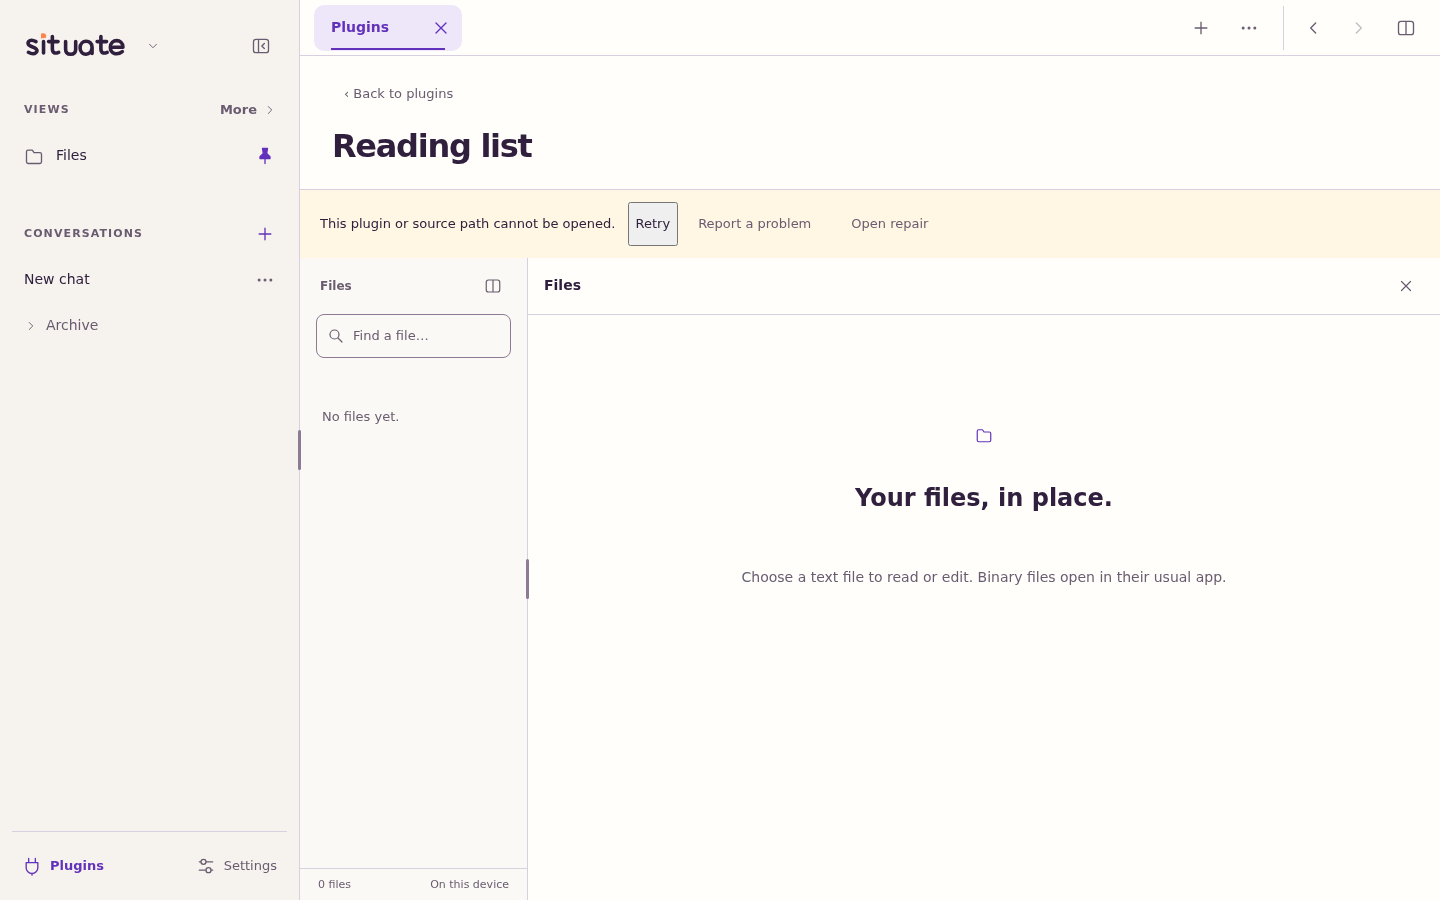 situate
VIEWS
More
Files
CONVERSATIONS
New chat
Archive
Plugins
Settings
Plugins
‹ Back to plugins
Reading list
This plugin or source path cannot be opened. Retry Report a problem Open repair
Files
Find a file...
No files yet.
0 files On this device
Files
Your files, in place.
Choose a text file to read or edit. Binary files open in their usual app.